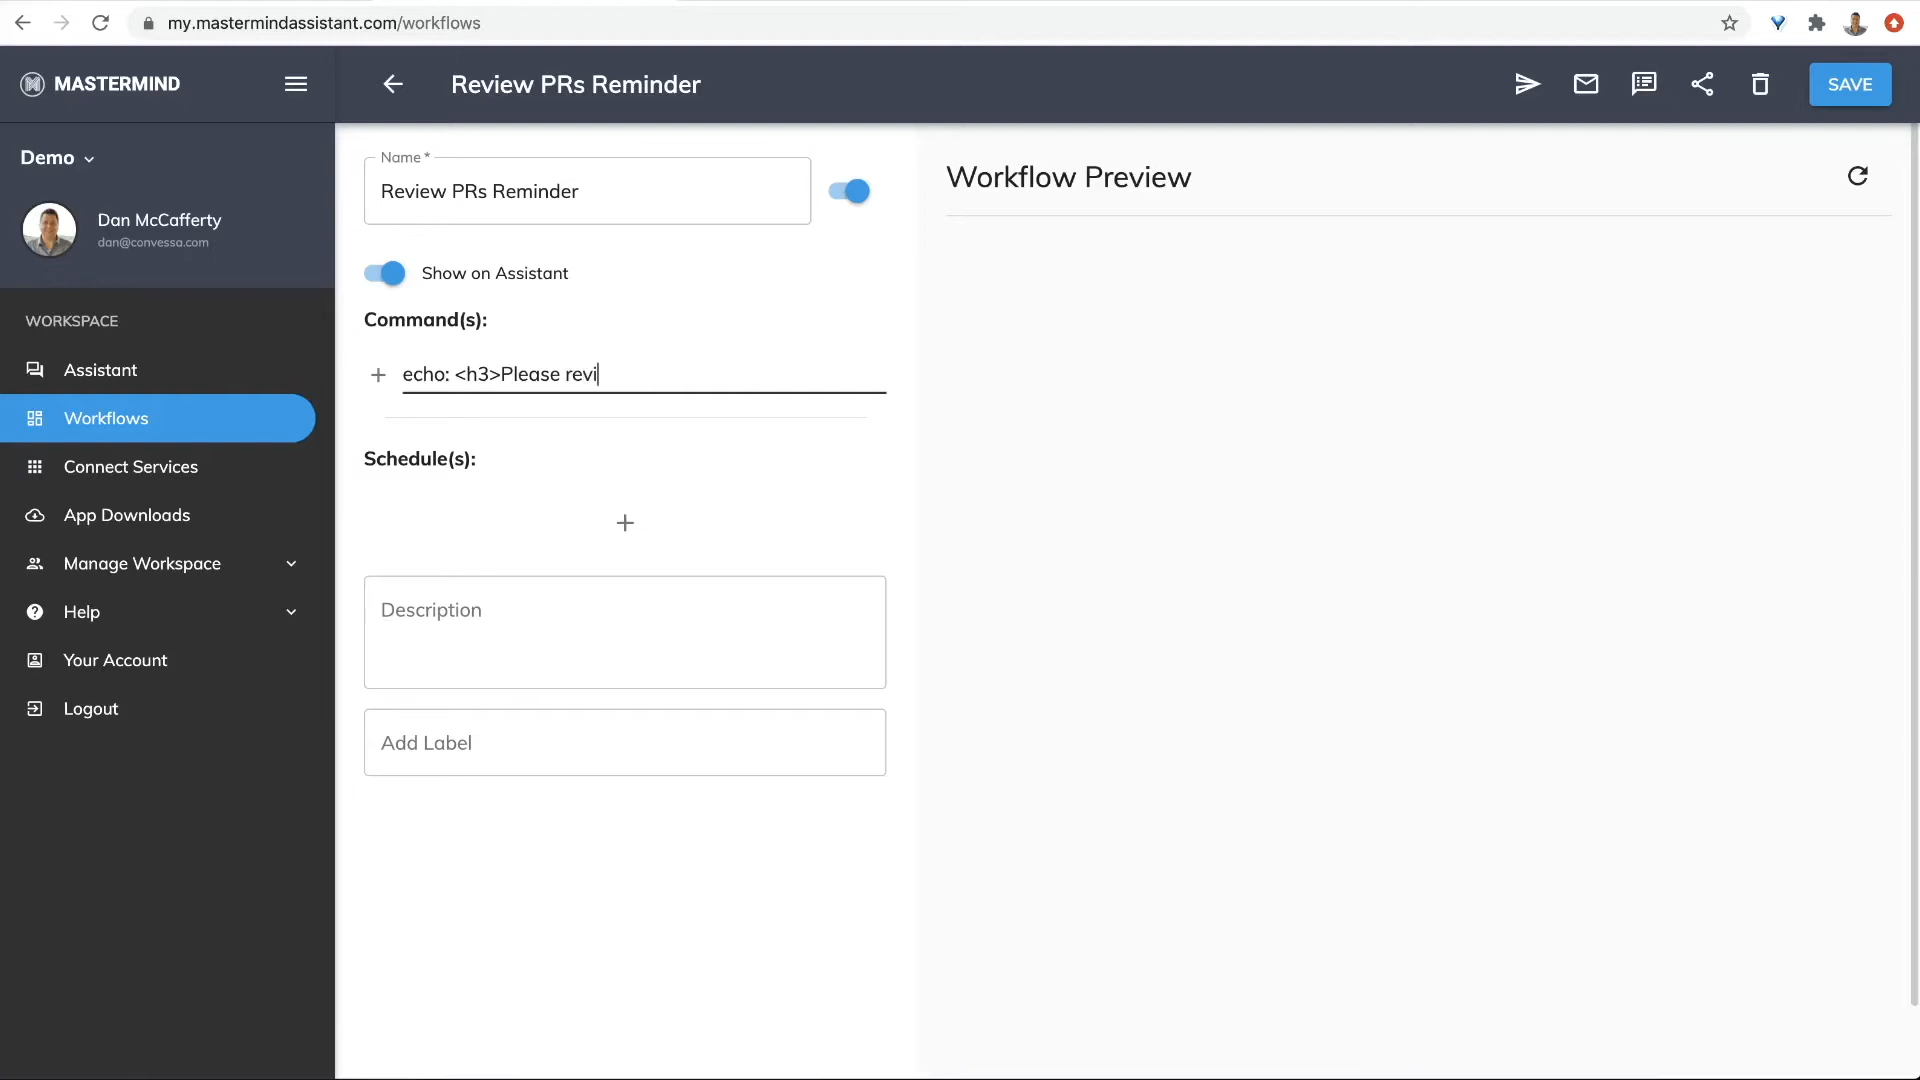 my.mastermindassistant.com/workflows
MASTERMIND
Review PRs Reminder
SAVE
Demo
Dan McCafferty
dan@convessa.com
WORKSPACE
Assistant
Workflows
Connect Services
App Downloads
Manage Workspace
Help
Your Account
Logout
Name *
Review PRs Reminder
Show on Assistant
Command(s):
echo: <h3>Please revi
Schedule(s):
Description
Add Label
Workflow Preview